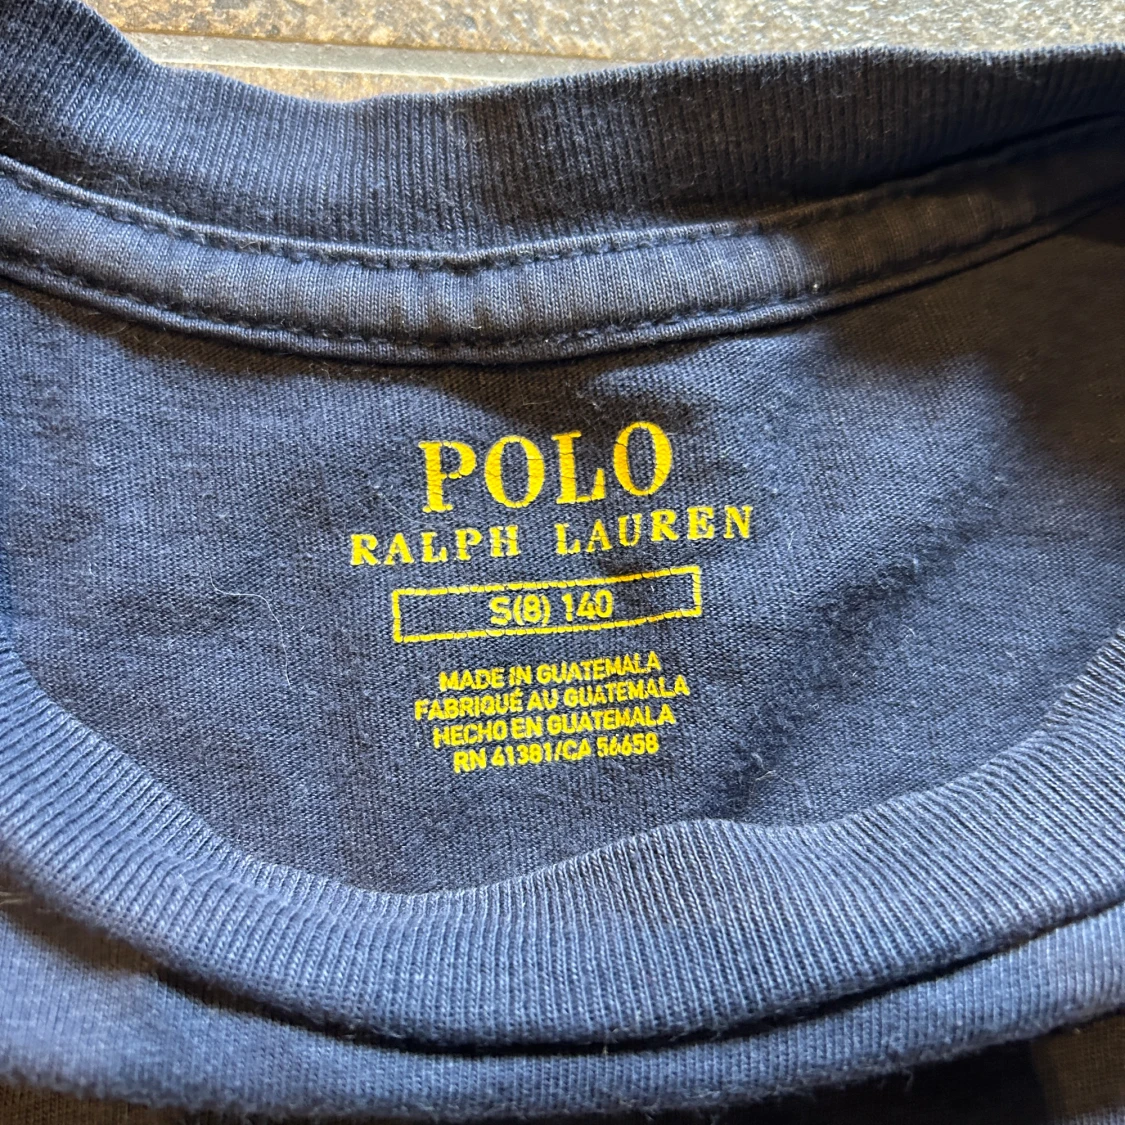 POLO
RALPH LAUREN
S(8) 140
MADE IN GUATEMALA
FABRIQUÉ AU GUATEMALA
HECHO EN GUATEMALA
RN 41381/CA 56658